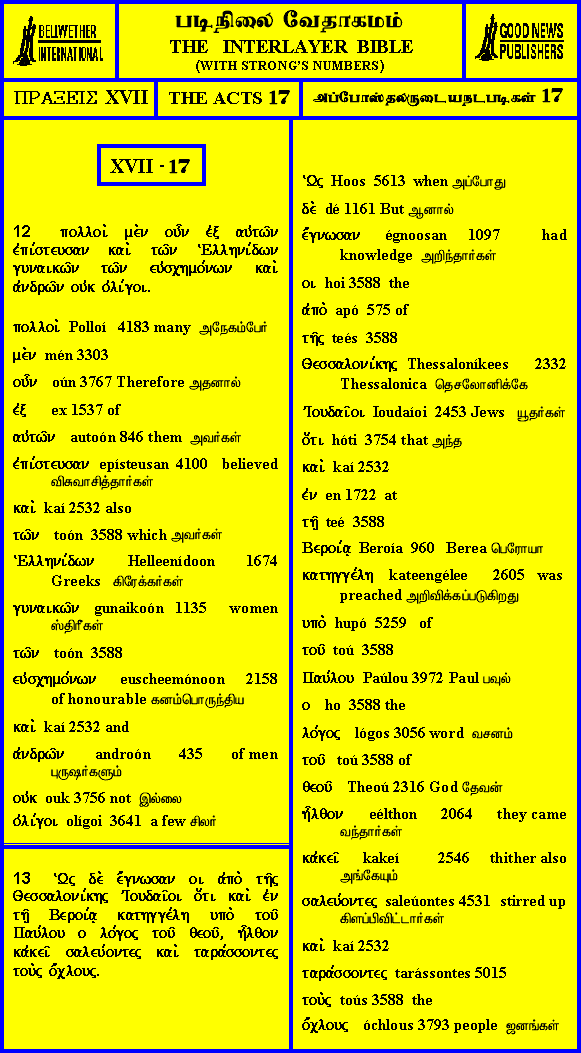 BELLWETHER
INTERNATIONAL
படிநிலை வேதாகமம்
THE INTERLAYER BIBLE
(WITH STRONG'S NUMBERS)
GOOD NEWS
PUBLISHERS
ΠΡΑΞΕΙΣ XVII
THE ACTS 17
அப்போஸ்தலருடையநடபடிகள் 17
XVII - 17
12 πολλοὶ μὲν οὖν ἐξ αὐτῶν
ἐπίστευσαν καὶ τῶν Ἑλληνίδων
γυναικῶν τῶν εὐσχημόνων καὶ
ἀνδρῶν οὐκ ὀλίγοι.
πολλοὶ Polloí 4183 many அநேகம்பேர்
μὲν mén 3303
οὖν oún 3767 Therefore அதனால்
ἐξ ex 1537 of
αὐτῶν autoón 846 them அவர்கள்
ἐπίστευσαν epísteusan 4100 believed
விசுவாசித்தார்கள்
καὶ kaí 2532 also
τῶν toón 3588 which அவர்கள்
Ἑλληνίδων Helleenídoon 1674
Greeks கிரேக்கர்கள்
γυναικῶν gunaikoón 1135 women
ஸ்திரீகள்
τῶν toón 3588
εὐσχημόνων euscheemónoon 2158
of honourable கனம்பொருந்திய
καὶ kaí 2532 and
ἀνδρῶν androón 435 of men
புருஷர்களும்
οὐκ ouk 3756 not இல்லை
ὀλίγοι olígoi 3641 a few சிலர்
13 Ὡς δὲ ἔγνωσαν οι ἀπὸ τῆς
Θεσσαλονίκης Ἰουδαῖοι ὅτι καὶ ἐν
τῇ Βεροίᾳ κατηγγέλη υπὸ τοῦ
Παύλου ο λόγος τοῦ θεοῦ, ἦλθον
κἀκεῖ σαλεύοντες καὶ ταράσσοντες
τοὺς ὄχλους.
Ὡς Hoos 5613 when அப்போது
δὲ dé 1161 But ஆனால்
ἔγνωσαν égnoosan 1097 had
knowledge அறிந்தார்கள்
οι hoi 3588 the
ἀπὸ apó 575 of
τῆς teés 3588
Θεσσαλονίκης Thessaloníkees 2332
Thessalonica தெசலோனிக்கே
Ἰουδαῖοι Ioudaíoi 2453 Jews யூதர்கள்
ὅτι hóti 3754 that அந்த
καὶ kaí 2532
ἐν en 1722 at
τῇ teé 3588
Βεροίᾳ Beroía 960 Berea பெரோயா
κατηγγέλη kateengélee 2605 was
preached அறிவிக்கப்படுகிறது
υπὸ hupó 5259 of
τοῦ toú 3588
Παύλου Paúlou 3972 Paul பவுல்
ο ho 3588 the
λόγος lógos 3056 word வசனம்
τοῦ toú 3588 of
θεοῦ Theoú 2316 God தேவன்
ἦλθον eélthon 2064 they came
வந்தார்கள்
κἀκεῖ kakeí 2546 thither also
அங்கேயும்
σαλεύοντες saleúontes 4531 stirred up
கிளப்பிவிட்டார்கள்
καὶ kaí 2532
ταράσσοντες tarássontes 5015
τοὺς toús 3588 the
ὄχλους óchlous 3793 people ஜனங்கள்